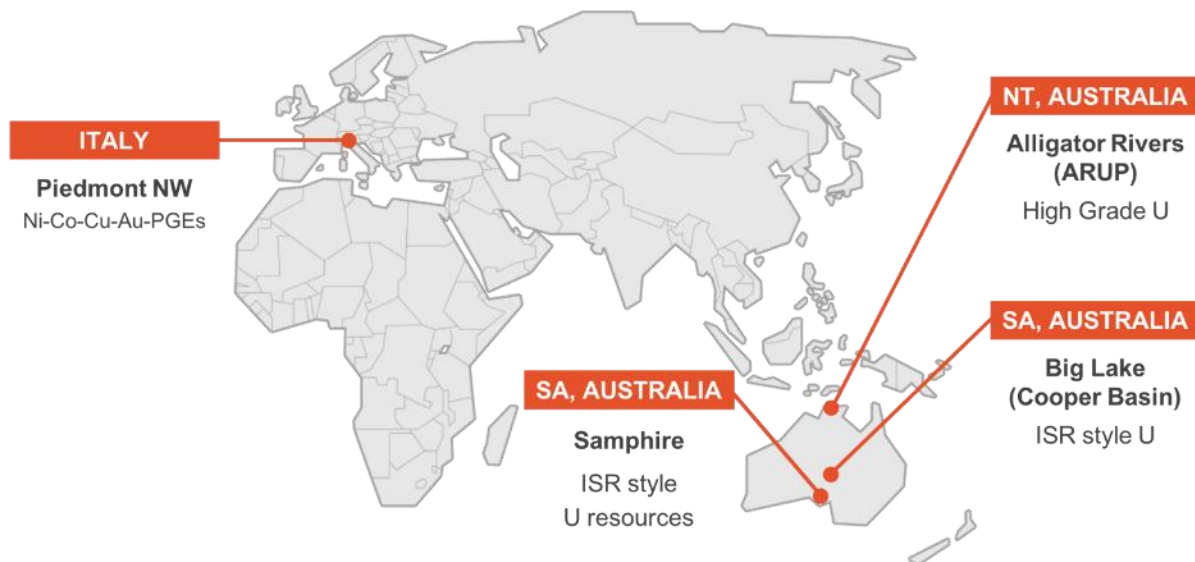 ITALY
Piedmont NW
Ni-Co-Cu-Au-PGEs
NT, AUSTRALIA
Alligator Rivers
(ARUP)
High Grade U
SA, AUSTRALIA
Big Lake
(Cooper Basin)
ISR style U
SA, AUSTRALIA
Samphire
ISR style
U resources